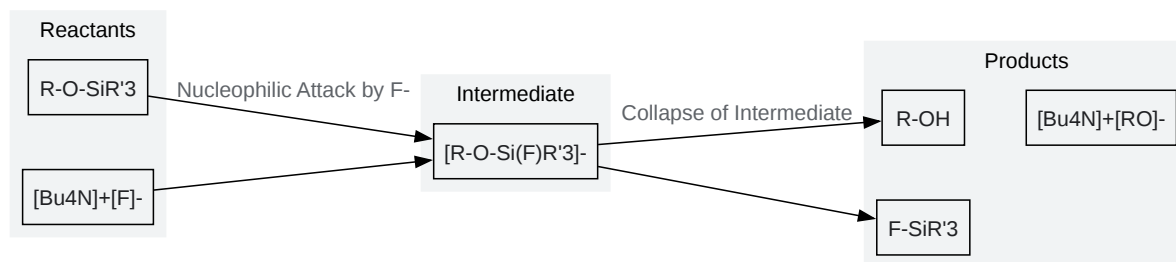 Reactants
R-O-SiR'3
[Bu4N]+[F]-
Nucleophilic Attack by F-
Intermediate
[R-O-Si(F)R'3]-
Collapse of Intermediate
Products
R-OH
[Bu4N]+[RO]-
F-SiR'3